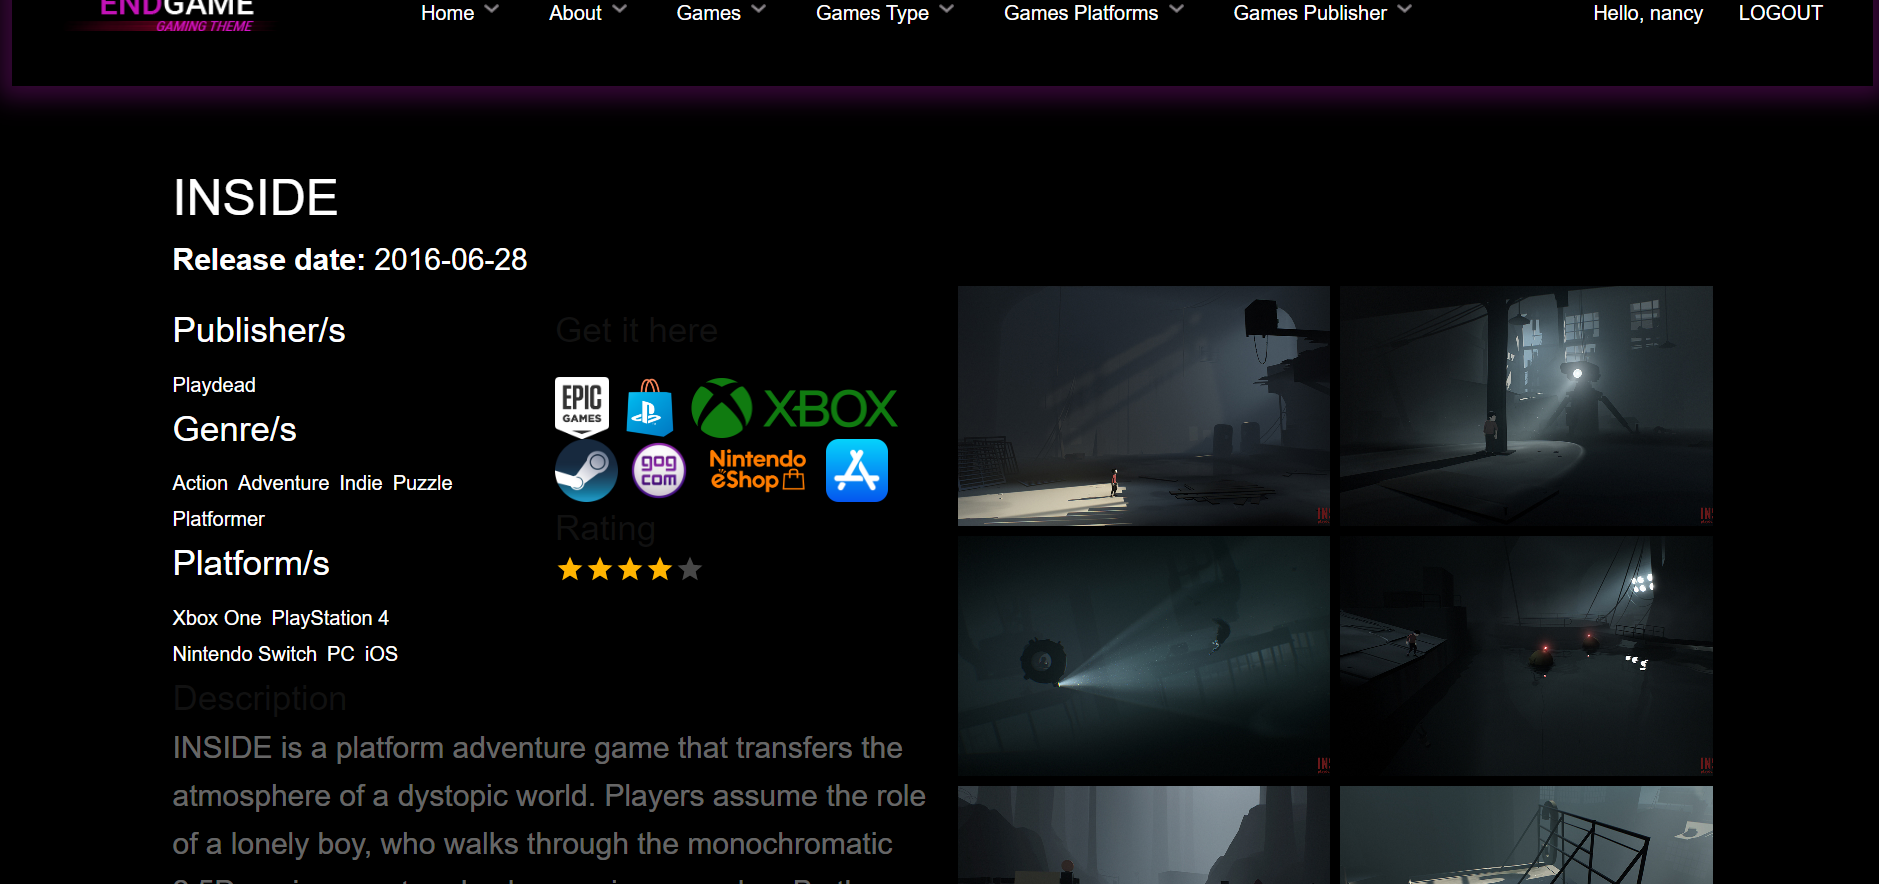 ENDGAME
GAMING THEME
Home
About
Games
Games Type
Games Platforms
Games Publisher
Hello, nancy
LOGOUT
INSIDE
Release date: 2016-06-28
Publisher/s
Playdead
Genre/s
Action Adventure Indie Puzzle
Platformer
Platform/s
Xbox One PlayStation 4
Nintendo Switch PC iOS
Get it here
EPIC
GAMES
XBOX
gog
com
Nintendo
eShop
Rating
Description
INSIDE is a platform adventure game that transfers the
atmosphere of a dystopic world. Players assume the role
of a lonely boy, who walks through the monochromatic